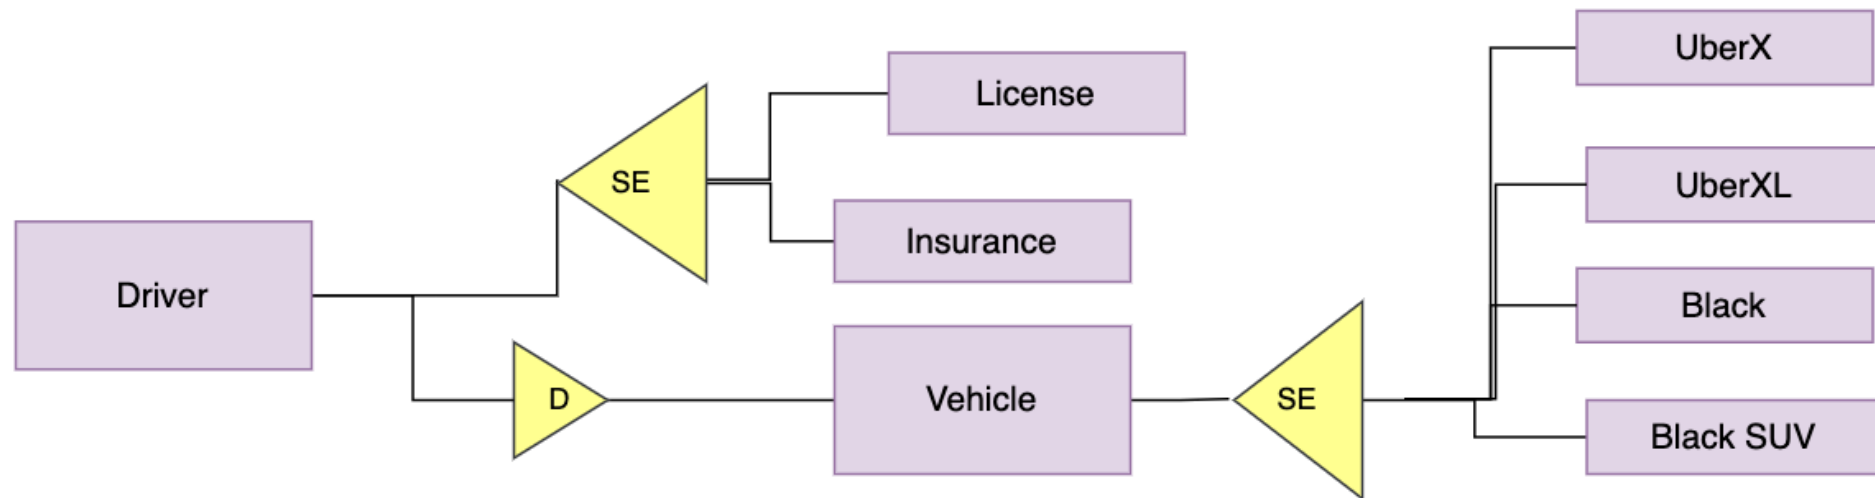 UberX
License
SE
UberXL
Insurance
Driver
Black
D
Vehicle
SE
Black SUV